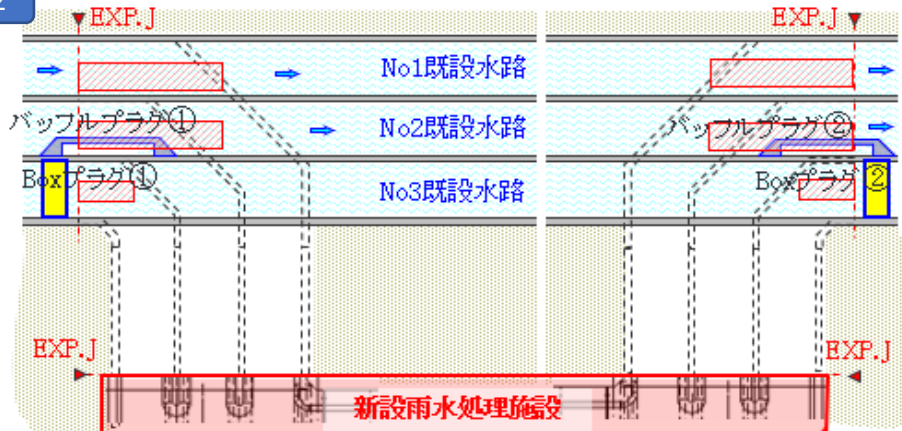 2
EXP.J
EXP.J
No1既設水路
バッフルプラグ①
No2既設水路
バッフルプラグ②
Boxプラグ①
No3既設水路
Boxプラグ②
EXP.J
EXP.J
新設雨水処理施設